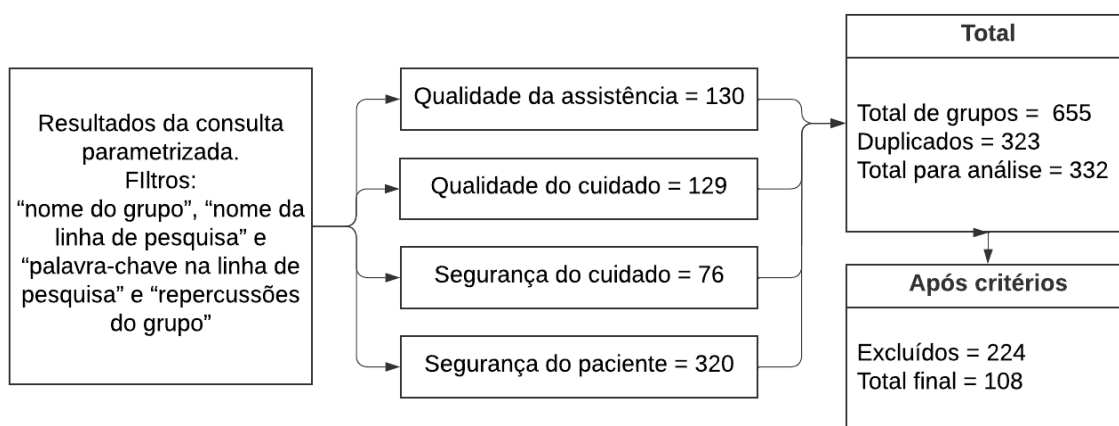 Resultados da consulta
parametrizada.
FIltros:
“nome do grupo”, “nome da
linha de pesquisa” e
“palavra-chave na linha de
pesquisa” e “repercussões
do grupo”
Qualidade da assistência = 130
Qualidade do cuidado = 129
Segurança do cuidado = 76
Segurança do paciente = 320
Total
Total de grupos = 655
Duplicados = 323
Total para análise = 332
Após critérios
Excluídos = 224
Total final = 108